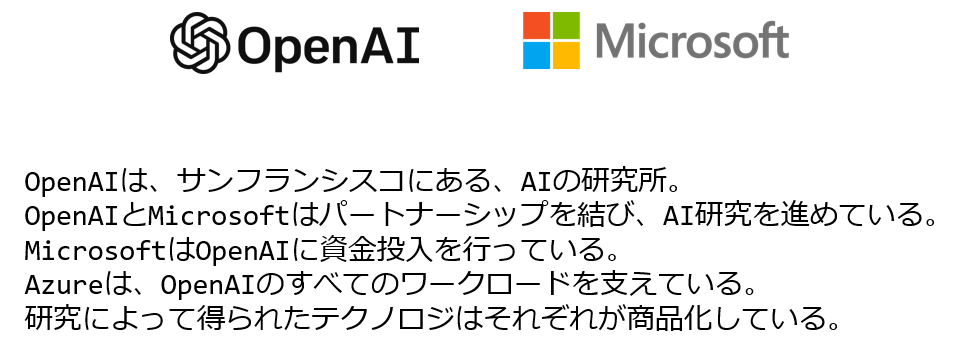 OpenAI Microsoft
OpenAIは、サンフランシスコにある、AIの研究所。
OpenAIとMicrosoftはパートナーシップを結び、AI研究を進めている。
MicrosoftはOpenAIに資金投入を行っている。
Azureは、OpenAIのすべてのワークロードを支えている。
研究によって得られたテクノロジはそれぞれが商品化している。